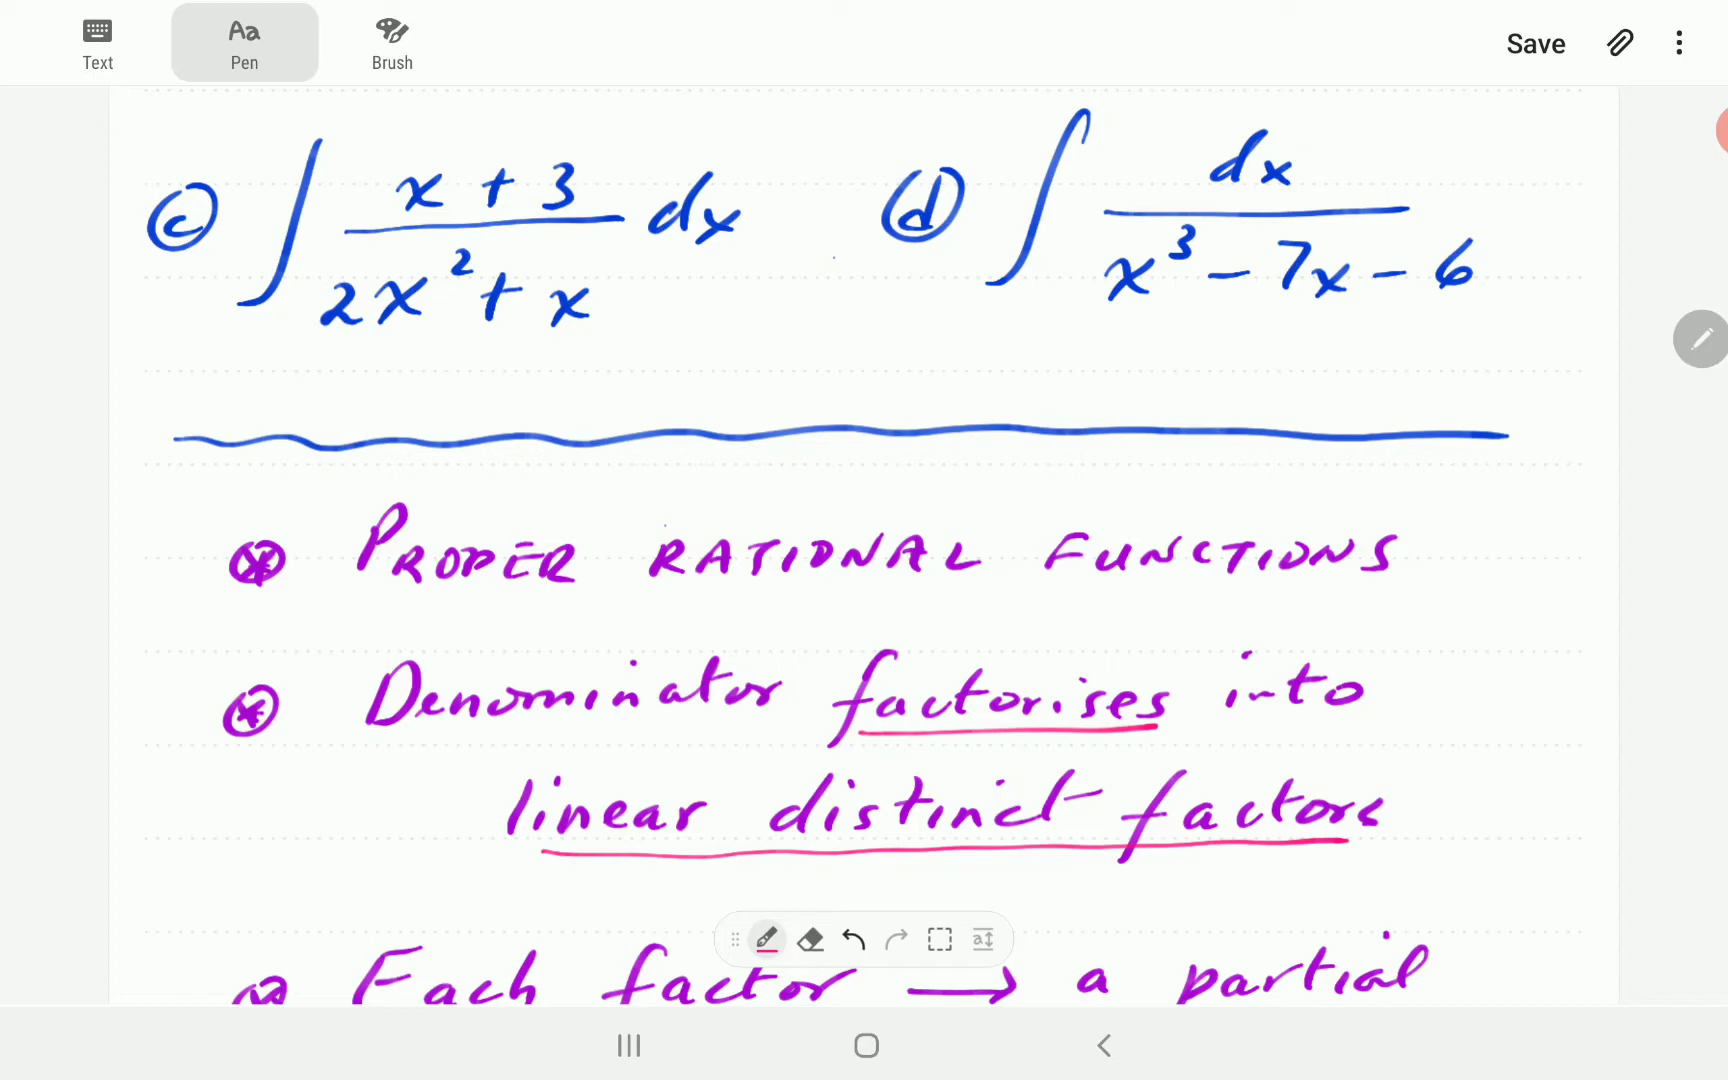 Text Pen Brush Save
Aa
ⓒ ∫ x + 3 / 2x² + x dx ⓓ ∫ dx / x³ - 7x - 6
⊛ PROPER RATIONAL FUNCTIONS
⊛ Denominator factorises into
linear distinct factors
⊛ Each factor → a partial